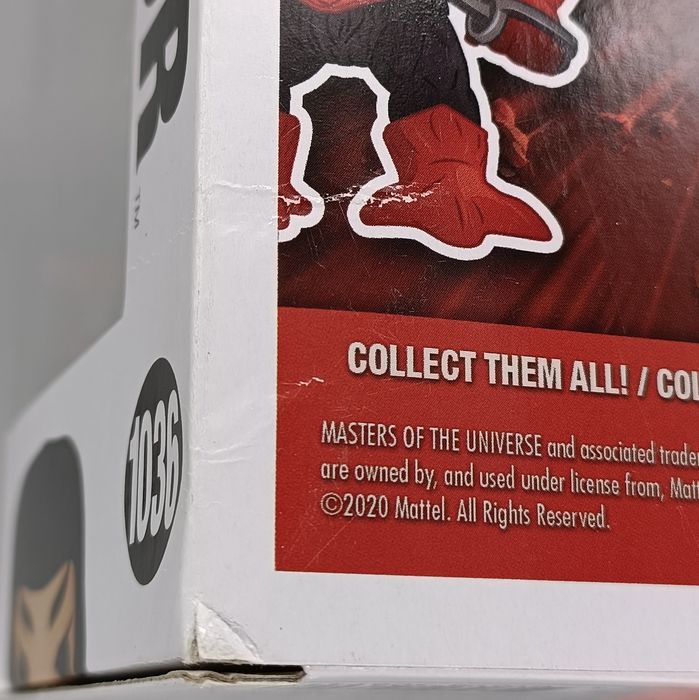 TM
1036
COLLECT THEM ALL! / COL
MASTERS OF THE UNIVERSE and associated trader
are owned by, and used under license from, Matt
©2020 Mattel. All Rights Reserved.